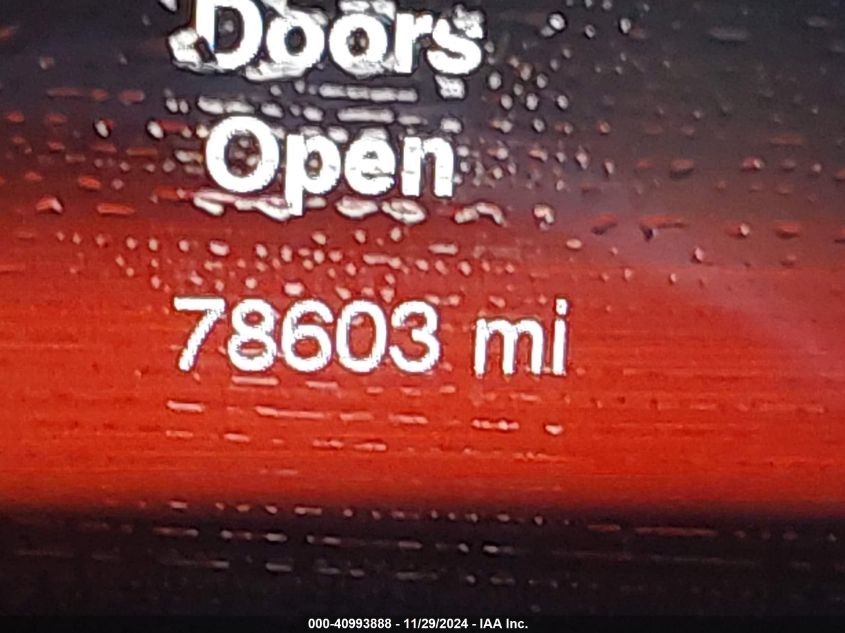 Doors
Open
78603 mi
000-40993888 - 11/29/2024 - IAA Inc.